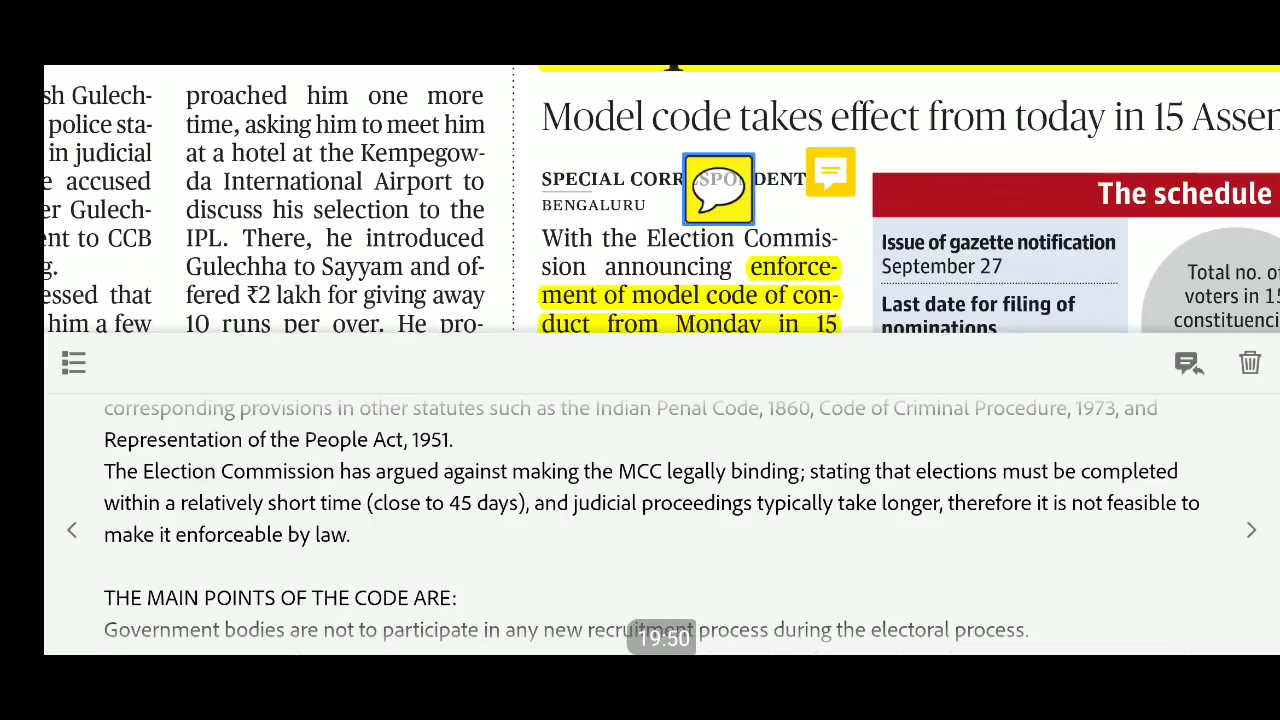 sh Gulech-
police sta-
in judicial
e accused
er Gulech-
ent to CCB
g.
essed that
him a few
proached him one more
time, asking him to meet him
at a hotel at the Kempegow-
da International Airport to
discuss his selection to the
IPL. There, he introduced
Gulechha to Sayyam and of-
fered ₹2 lakh for giving away
10 runs per over. He pro-
Model code takes effect from today in 15 Assen
SPECIAL CORRESPONDENT
BENGALURU
With the Election Commis-
sion announcing enforce-
ment of model code of con-
duct from Monday in 15
The schedule
Issue of gazette notification
September 27
Last date for filing of
nominations
Total no. of
voters in 15
constituenci
corresponding provisions in other statutes such as the Indian Penal Code, 1860, Code of Criminal Procedure, 1973, and
Representation of the People Act, 1951.
The Election Commission has argued against making the MCC legally binding; stating that elections must be completed
within a relatively short time (close to 45 days), and judicial proceedings typically take longer, therefore it is not feasible to
make it enforceable by law.
THE MAIN POINTS OF THE CODE ARE:
Government bodies are not to participate in any new recruitment process during the electoral process.
19:50